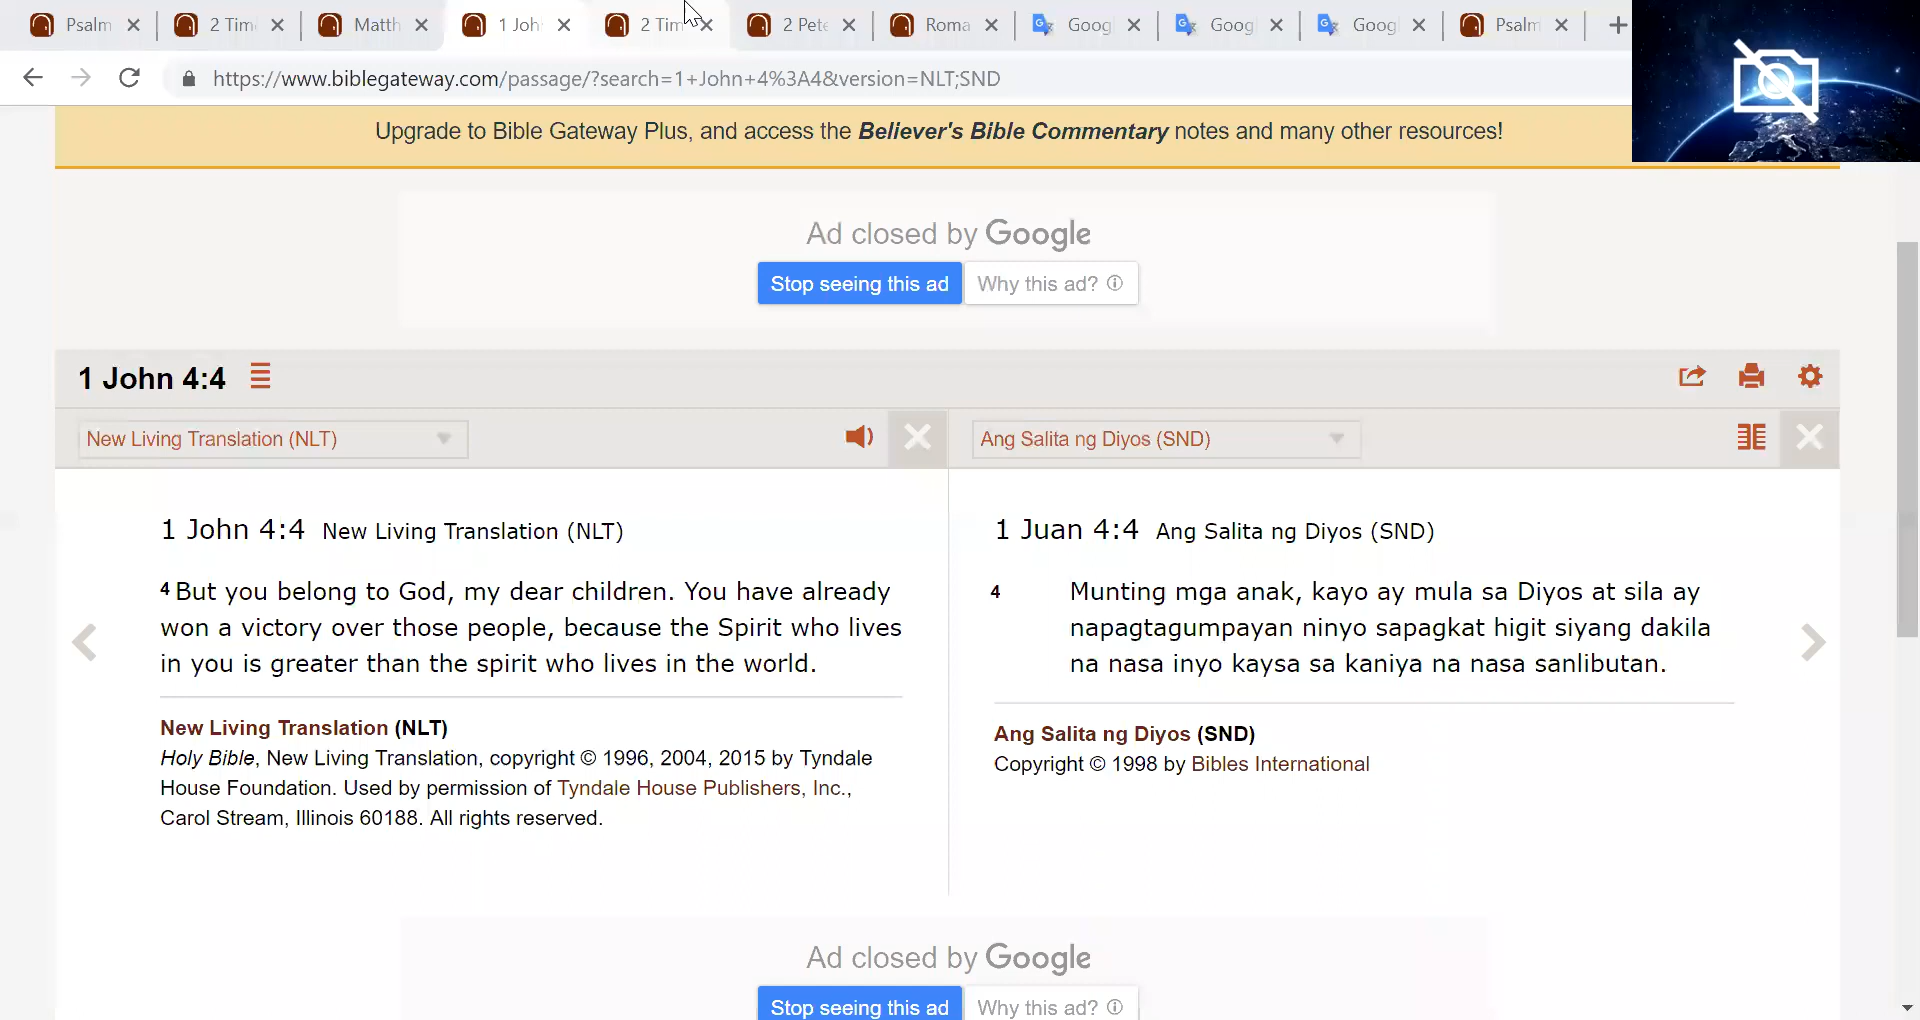 Psalm 2 Tim Matth 1 Joh 2 Tim 2 Pete Roma Goog Goog Goog Psalm
https://www.biblegateway.com/passage/?search=1+John+4%3A4&version=NLT;SND
Upgrade to Bible Gateway Plus, and access the Believer's Bible Commentary notes and many other resources!
Ad closed by Google
Stop seeing this ad Why this ad?
1 John 4:4
New Living Translation (NLT) Ang Salita ng Diyos (SND)
1 John 4:4 New Living Translation (NLT)
4 But you belong to God, my dear children. You have already
won a victory over those people, because the Spirit who lives
in you is greater than the spirit who lives in the world.
New Living Translation (NLT)
Holy Bible, New Living Translation, copyright © 1996, 2004, 2015 by Tyndale
House Foundation. Used by permission of Tyndale House Publishers, Inc.,
Carol Stream, Illinois 60188. All rights reserved.
1 Juan 4:4 Ang Salita ng Diyos (SND)
4 Munting mga anak, kayo ay mula sa Diyos at sila ay
napagtagumpayan ninyo sapagkat higit siyang dakila
na nasa inyo kaysa sa kaniya na nasa sanlibutan.
Ang Salita ng Diyos (SND)
Copyright © 1998 by Bibles International
Ad closed by Google
Stop seeing this ad Why this ad?